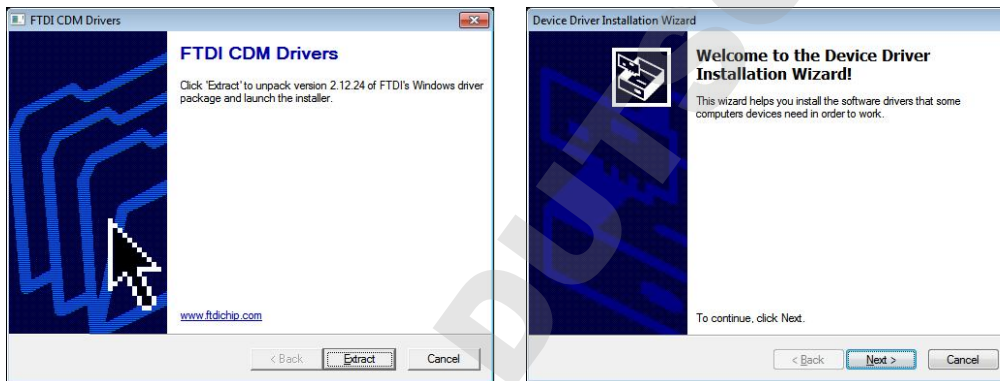 FTDI CDM Drivers
FTDI CDM Drivers
Click 'Extract' to unpack version 2.12.24 of FTDI's Windows driver
package and launch the installer.
www.ftdichip.com
< Back
Extract
Cancel
Device Driver Installation Wizard
Welcome to the Device Driver
Installation Wizard!
This wizard helps you install the software drivers that some
computers devices need in order to work.
To continue, click Next.
< Back
Next >
Cancel